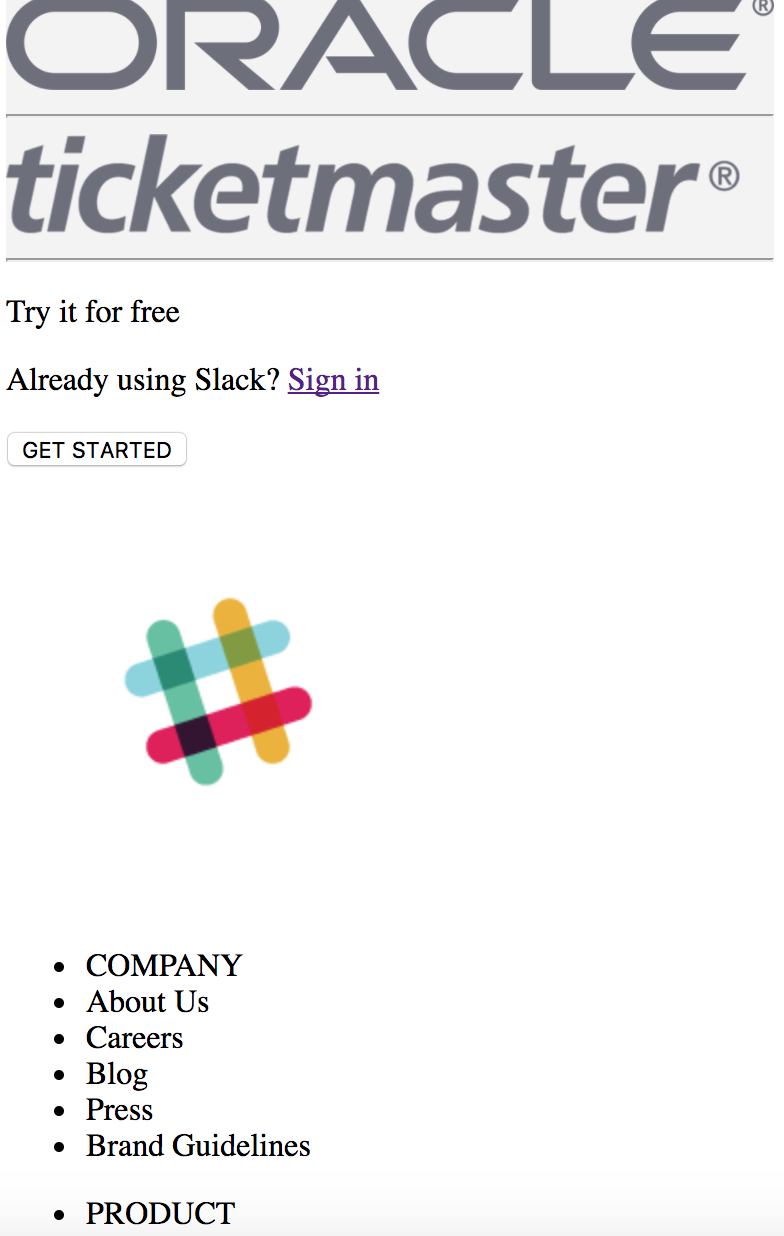 ORACLE®
ticketmaster®
Try it for free
Already using Slack? Sign in
GET STARTED
COMPANY
About Us
Careers
Blog
Press
Brand Guidelines
PRODUCT